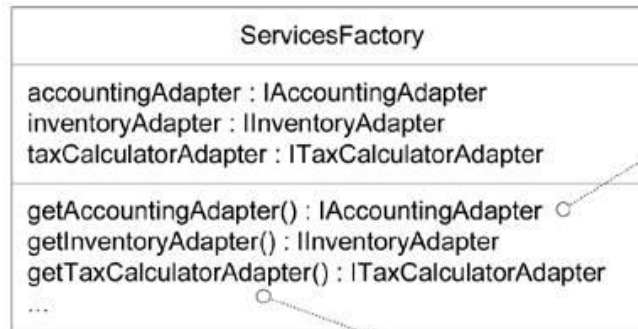 ServicesFactory
accountingAdapter : IAccountingAdapter
inventoryAdapter : IInventoryAdapter
taxCalculatorAdapter : ITaxCalculatorAdapter
getAccountingAdapter() : IAccountingAdapter
getInventoryAdapter() : IInventoryAdapter
getTaxCalculatorAdapter() : ITaxCalculatorAdapter
...